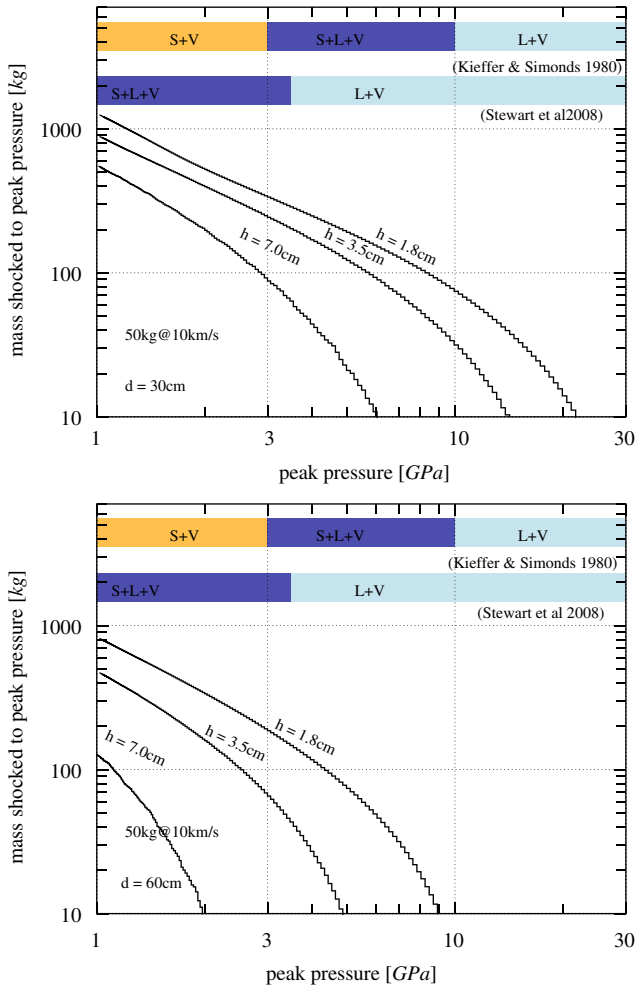 S+V
S+L+V
L+V
(Kieffer & Simonds 1980)
S+L+V
L+V
(Stewart et al2008)
1000
100
10
mass shocked to peak pressure [kg]
h = 1.8cm
h = 3.5cm
h = 7.0cm
50kg@10km/s
d = 30cm
1
3
10
30
peak pressure [GPa]
S+V
S+L+V
L+V
(Kieffer & Simonds 1980)
S+L+V
L+V
(Stewart et al 2008)
1000
100
10
mass shocked to peak pressure [kg]
h = 1.8cm
h = 3.5cm
h = 7.0cm
50kg@10km/s
d = 60cm
1
3
10
30
peak pressure [GPa]